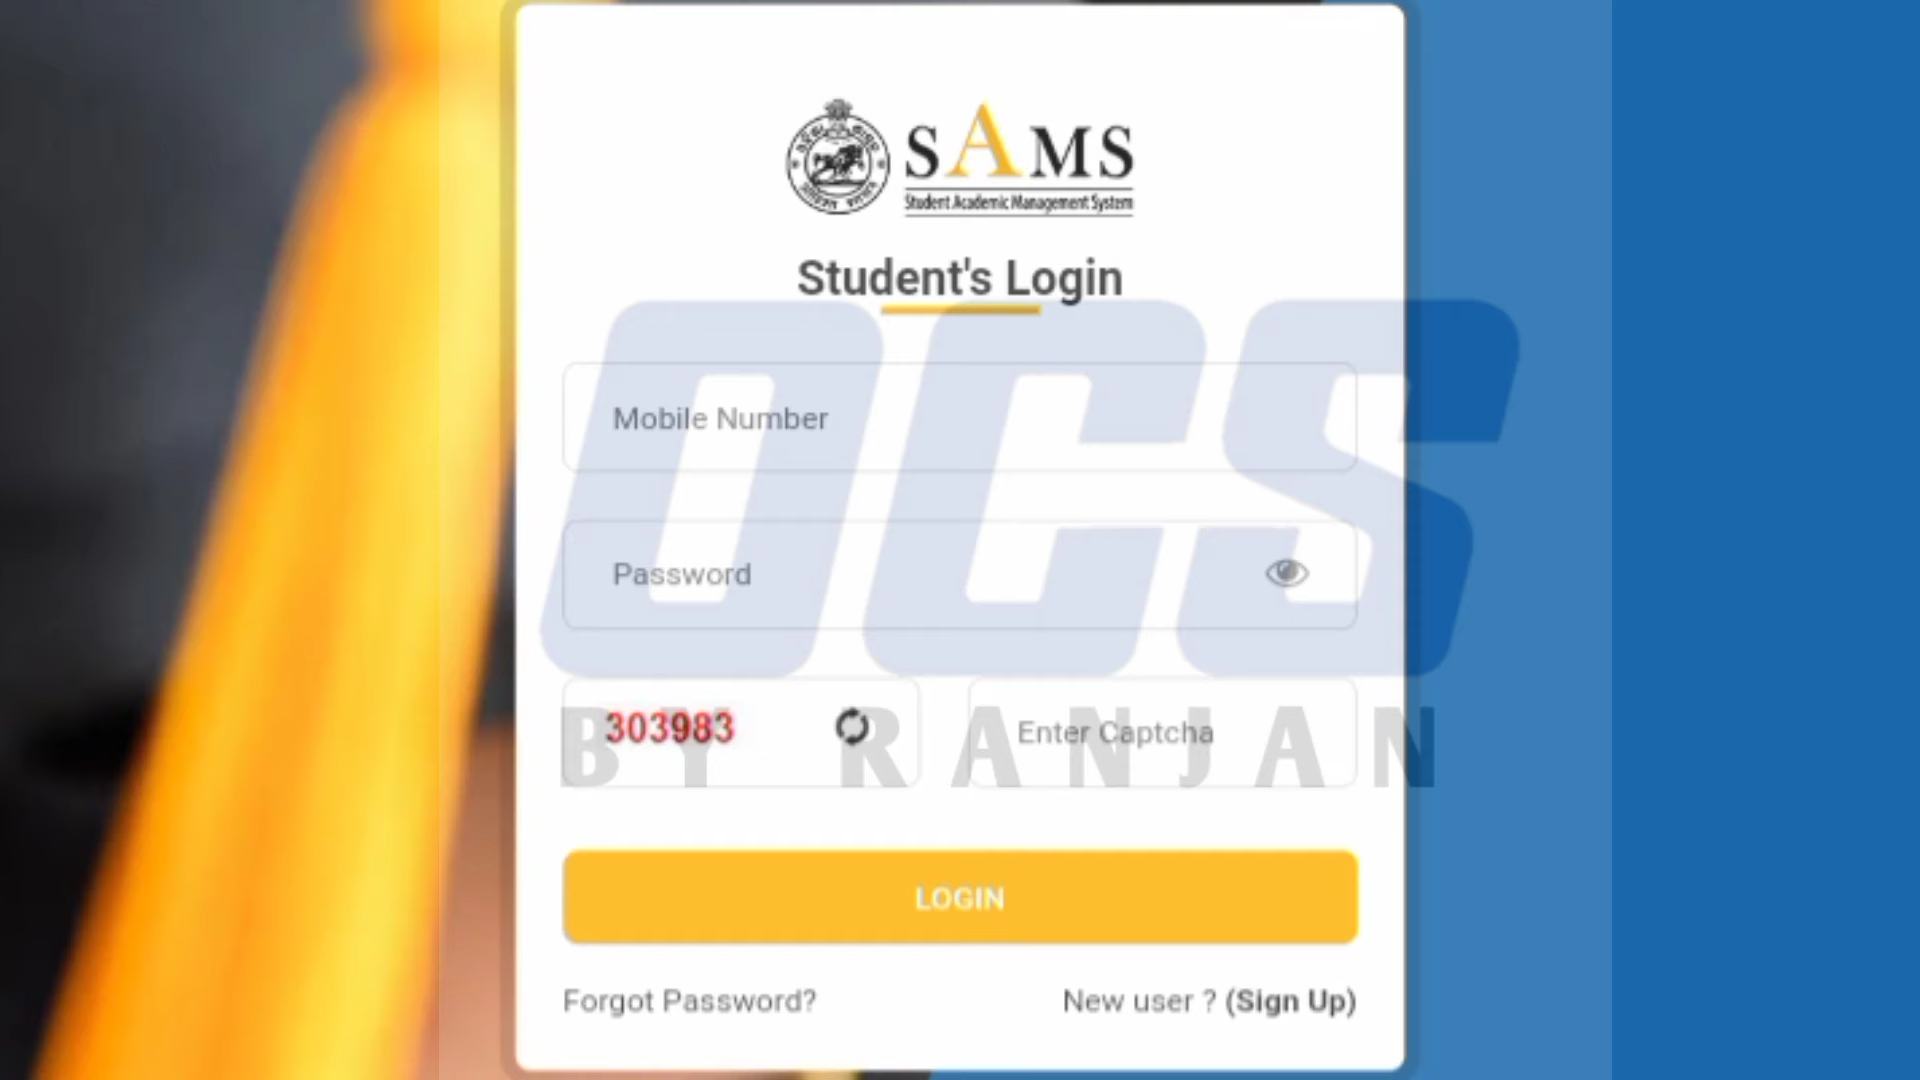 SAMS
Student Academic Management System
Student's Login
OCS
Mobile Number
Password
303983
Enter Captcha
BY RANJAN
LOGIN
Forgot Password?
New user ? (Sign Up)